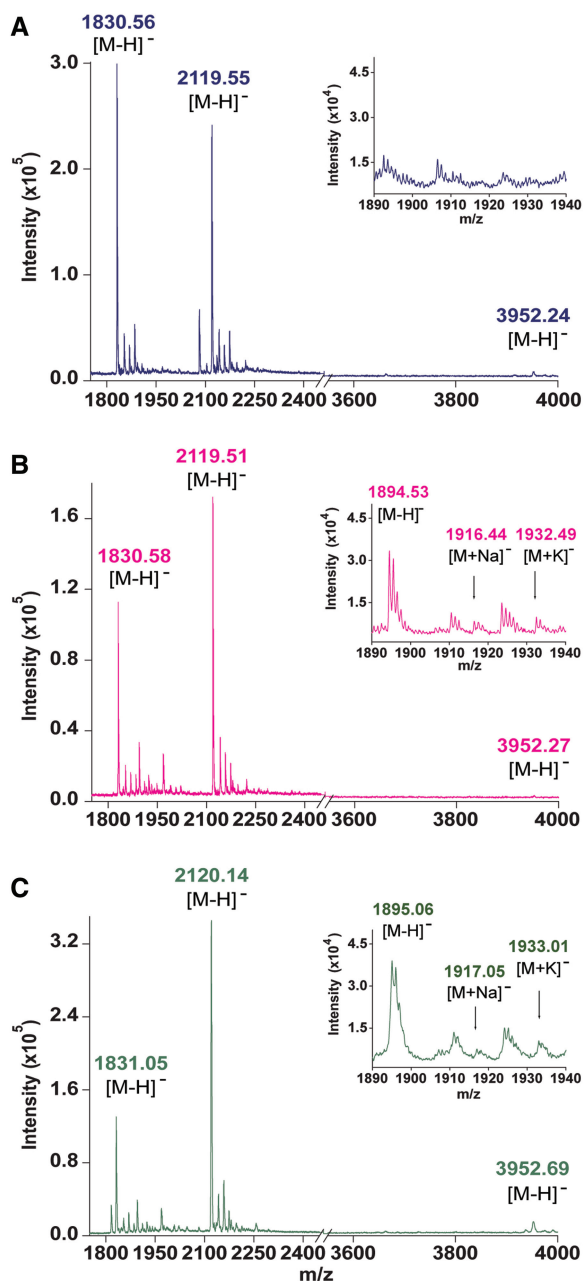 A
1830.56
[M-H]⁻
2119.55
[M-H]⁻
3952.24
[M-H]⁻
Intensity (x10⁵)
3.0
2.0
1.0
0.0
1800 1950 2100 2250 2400 3600 3800 4000
Intensity (x10⁴)
4.5
3.0
1.5
1890 1900 1910 1920 1930 1940
m/z
B
2119.51
[M-H]⁻
1830.58
[M-H]⁻
3952.27
[M-H]⁻
Intensity (x10⁵)
1.6
1.2
0.8
0.4
0.0
1800 1950 2100 2250 2400 3600 3800 4000
1894.53
[M-H]⁻
1916.44
[M+Na]⁻
1932.49
[M+K]⁻
Intensity (x10⁴)
4.5
3.0
1.5
1890 1900 1910 1920 1930 1940
m/z
C
2120.14
[M-H]⁻
1831.05
[M-H]⁻
3952.69
[M-H]⁻
Intensity (x10⁵)
3.2
2.4
1.6
0.8
0.0
1800 1950 2100 2250 2400 3600 3800 4000
m/z
1895.06
[M-H]⁻
1917.05
[M+Na]⁻
1933.01
[M+K]⁻
Intensity (x10⁴)
4.5
3.0
1.5
1890 1900 1910 1920 1930 1940
m/z